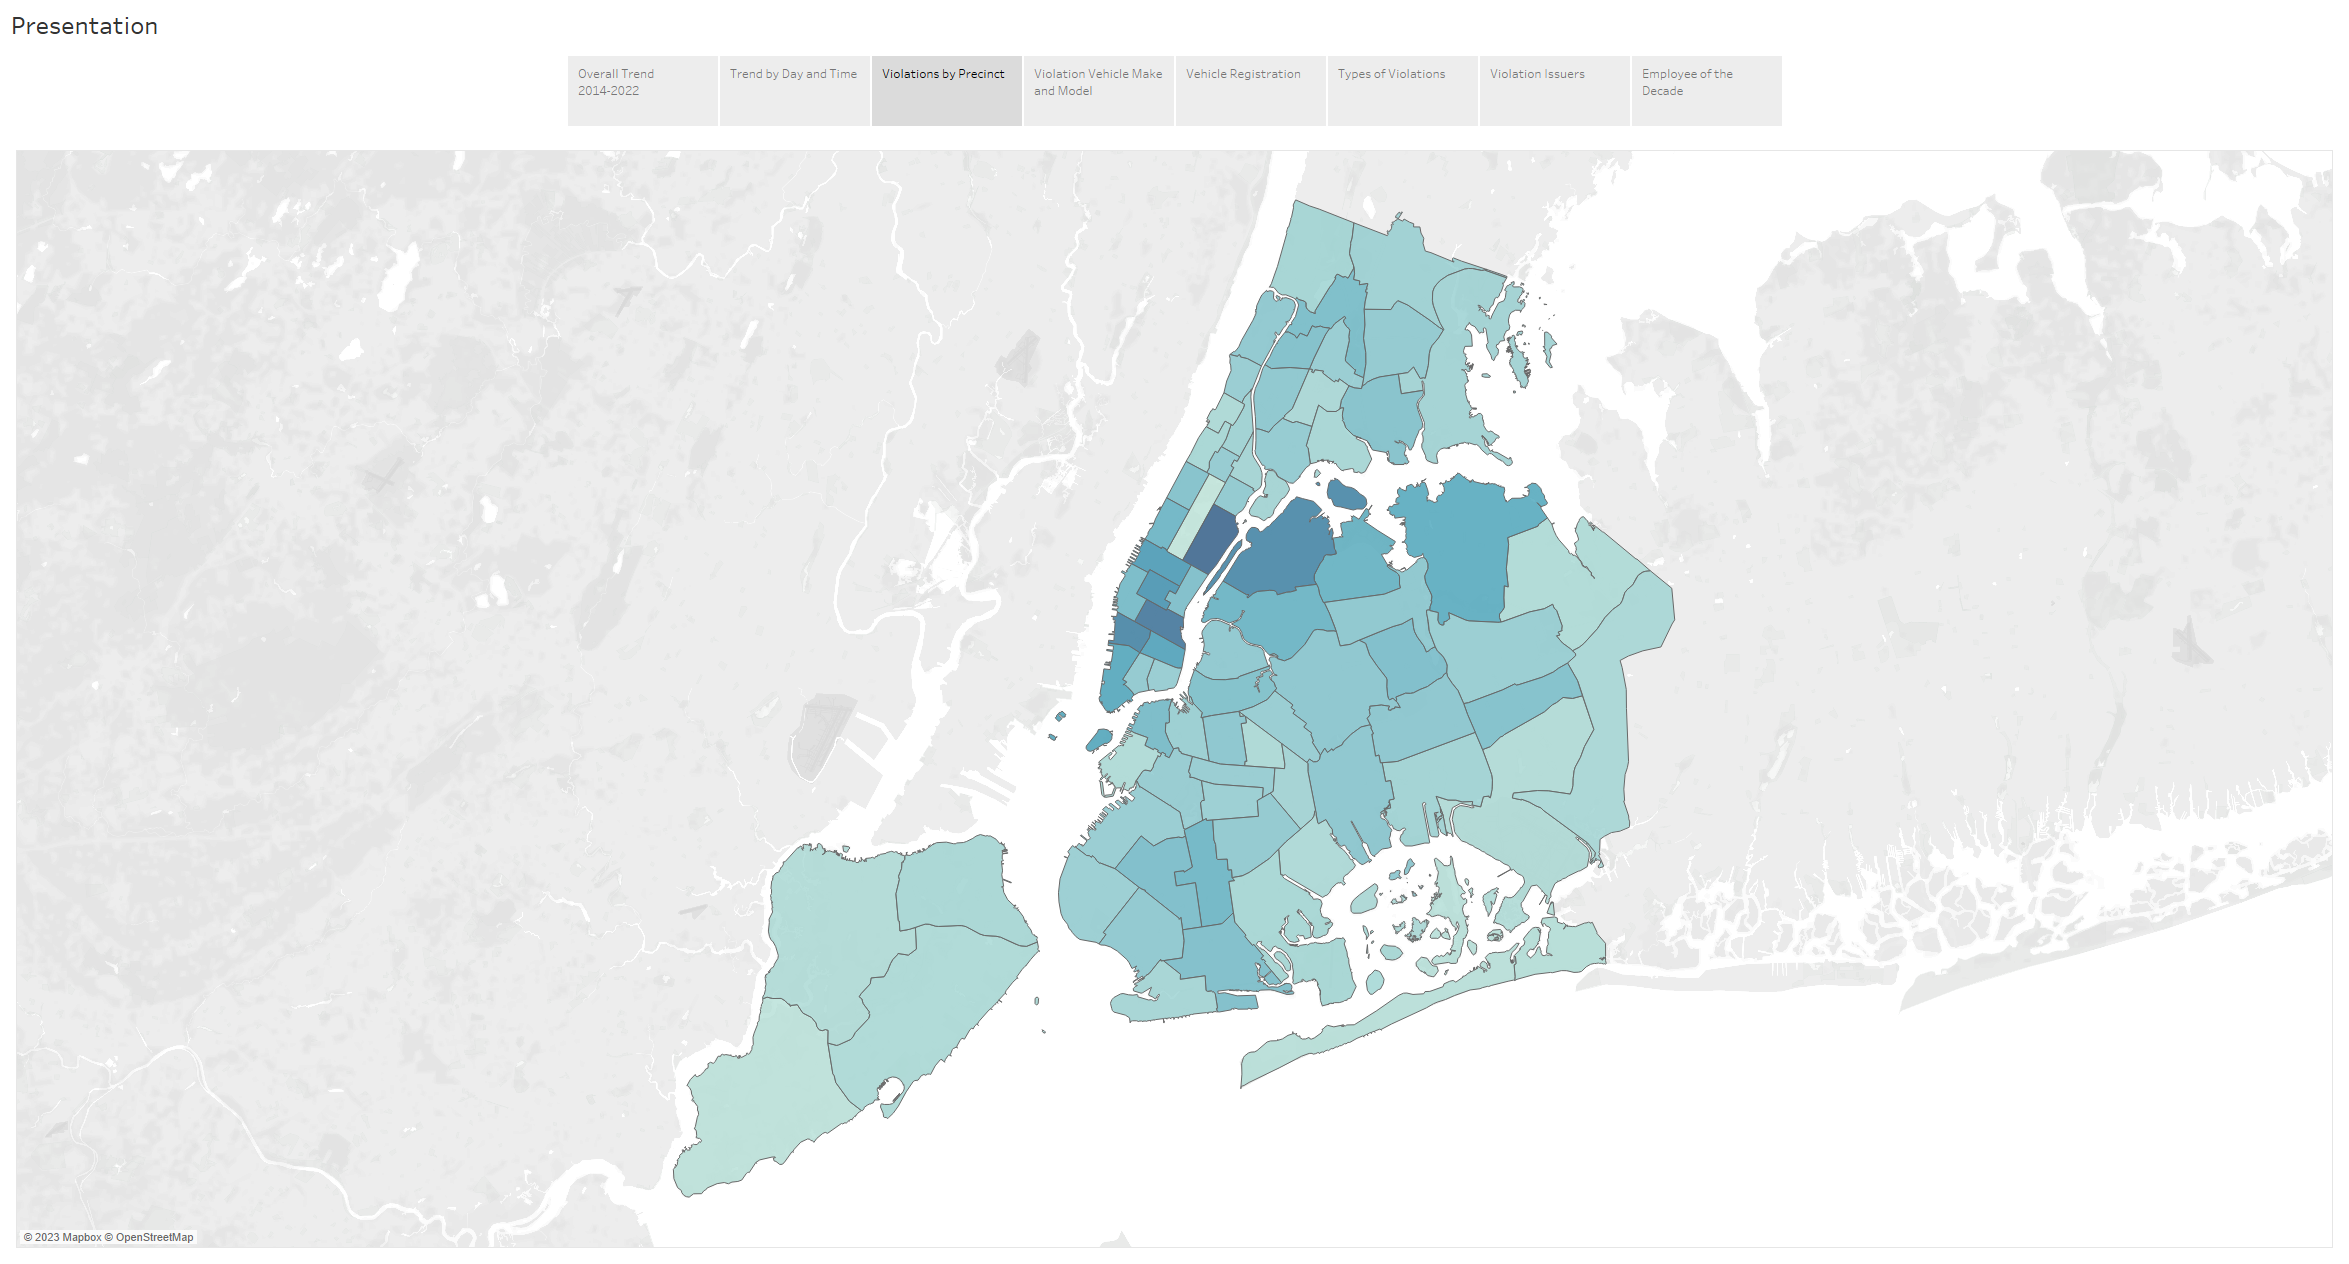 Presentation
Overall Trend
2014-2022
Trend by Day and Time
Violations by Precinct
Violation Vehicle Make
and Model
Vehicle Registration
Types of Violations
Violation Issuers
Employee of the
Decade
© 2023 Mapbox © OpenStreetMap